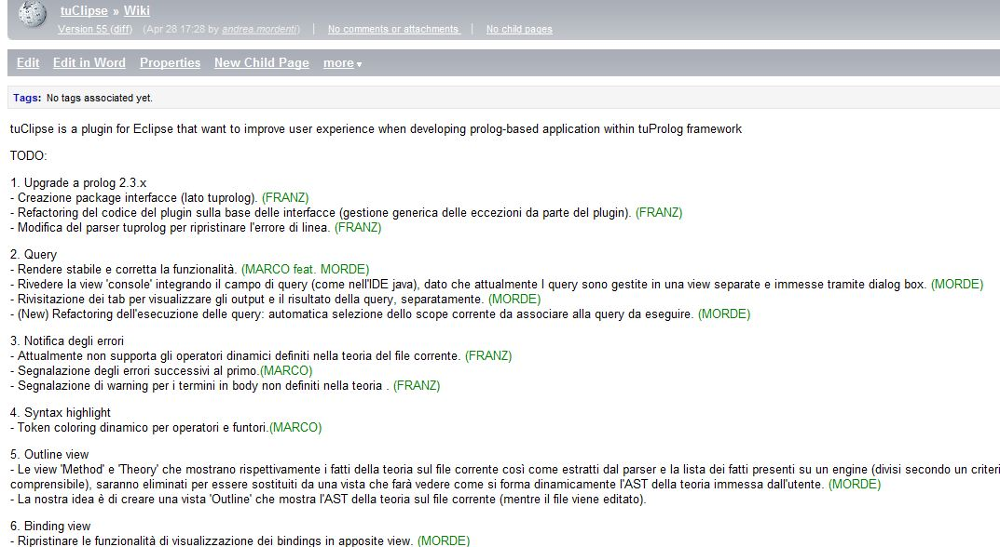 tuClipse » Wiki
Version 55 (diff) (Apr 28 17:28 by andrea.mordenti) | No comments or attachments | No child pages
Edit Edit in Word Properties New Child Page more ▾
Tags: No tags associated yet.
tuClipse is a plugin for Eclipse that want to improve user experience when developing prolog-based application within tuProlog framework
TODO:
1. Upgrade a prolog 2.3.x
- Creazione package interfacce (lato tuprolog). (FRANZ)
- Refactoring del codice del plugin sulla base delle interfacce (gestione generica delle eccezioni da parte del plugin). (FRANZ)
- Modifica del parser tuprolog per ripristinare l'errore di linea. (FRANZ)
2. Query
- Rendere stabile e corretta la funzionalità. (MARCO feat. MORDE)
- Rivedere la view 'console' integrando il campo di query (come nell'IDE java), dato che attualmente l query sono gestite in una view separate e immesse tramite dialog box. (MORDE)
- Rivisitazione dei tab per visualizzare gli output e il risultato della query, separatamente. (MORDE)
- (New) Refactoring dell'esecuzione delle query: automatica selezione dello scope corrente da associare alla query da eseguire. (MORDE)
3. Notifica degli errori
- Attualmente non supporta gli operatori dinamici definiti nella teoria del file corrente. (FRANZ)
- Segnalazione degli errori successivi al primo.(MARCO)
- Segnalazione di warning per i termini in body non definiti nella teoria . (FRANZ)
4. Syntax highlight
- Token coloring dinamico per operatori e funtori.(MARCO)
5. Outline view
- Le view 'Method' e 'Theory' che mostrano rispettivamente i fatti della teoria sul file corrente così come estratti dal parser e la lista dei fatti presenti su un engine (divisi secondo un criteri
comprensibile), saranno eliminati per essere sostituiti da una vista che farà vedere come si forma dinamicamente l'AST della teoria immessa dall'utente. (MORDE)
- La nostra idea è di creare una vista 'Outline' che mostra l'AST della teoria sul file corrente (mentre il file viene editato).
6. Binding view
- Ripristinare le funzionalità di visualizzazione dei bindings in apposite view. (MORDE)